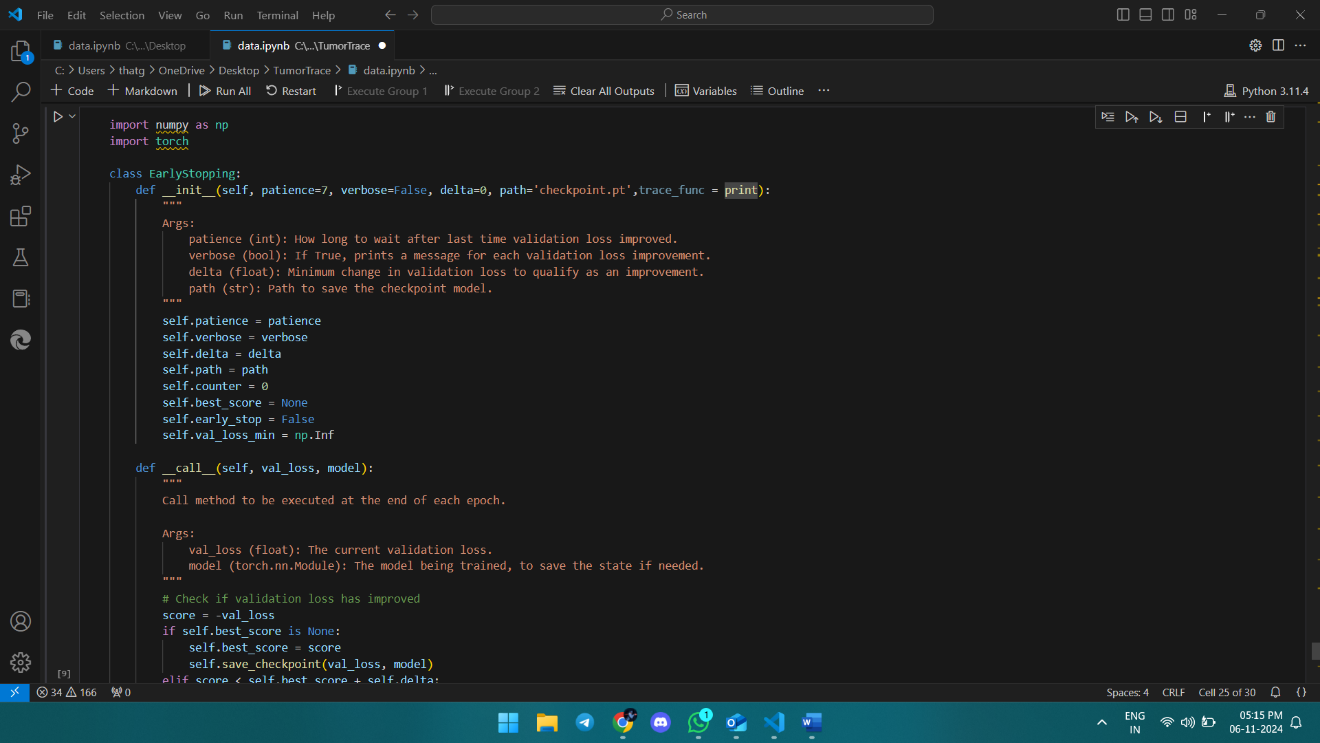 File Edit Selection View Go Run Terminal Help Search
data.ipynb C:\...\Desktop data.ipynb C:\...\TumorTrace
C: > Users > thatg > OneDrive > Desktop > TumorTrace > data.ipynb > ...
+ Code + Markdown Run All Restart Execute Group 1 Execute Group 2 Clear All Outputs Variables Outline ... Python 3.11.4
import numpy as np
import torch
class EarlyStopping:
def __init__(self, patience=7, verbose=False, delta=0, path='checkpoint.pt',trace_func = print):
"""
Args:
patience (int): How long to wait after last time validation loss improved.
verbose (bool): If True, prints a message for each validation loss improvement.
delta (float): Minimum change in validation loss to qualify as an improvement.
path (str): Path to save the checkpoint model.
"""
self.patience = patience
self.verbose = verbose
self.delta = delta
self.path = path
self.counter = 0
self.best_score = None
self.early_stop = False
self.val_loss_min = np.Inf
def __call__(self, val_loss, model):
"""
Call method to be executed at the end of each epoch.
Args:
val_loss (float): The current validation loss.
model (torch.nn.Module): The model being trained, to save the state if needed.
"""
# Check if validation loss has improved
score = -val_loss
if self.best_score is None:
self.best_score = score
self.save_checkpoint(val_loss, model)
[9]
elif score < self.best_score + self.delta:
34 166 0 Spaces: 4 CRLF Cell 25 of 30 {}
1
1
ENG
IN
05:15 PM
06-11-2024